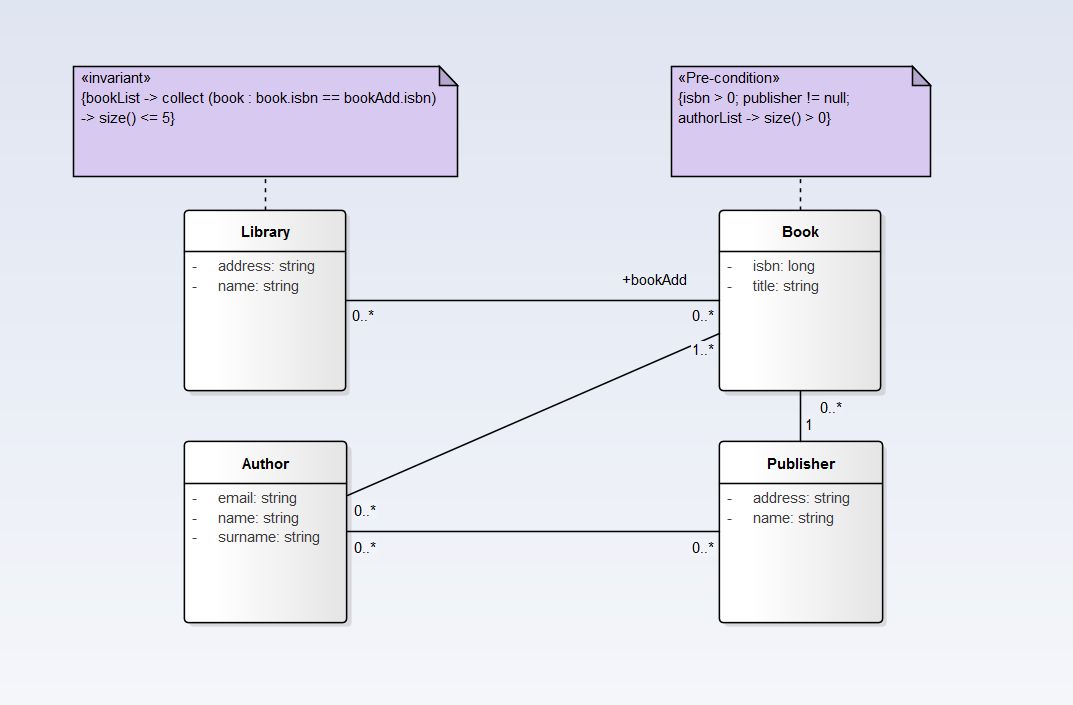 «invariant»
{bookList -> collect (book : book.isbn == bookAdd.isbn)
-> size() <= 5}
«Pre-condition»
{isbn > 0; publisher != null;
authorList -> size() > 0}
Library
- address: string
- name: string
+bookAdd
0..*
0..*
Book
- isbn: long
- title: string
1..*
0..*
1
Author
- email: string
- name: string
- surname: string
0..*
0..*
0..*
Publisher
- address: string
- name: string